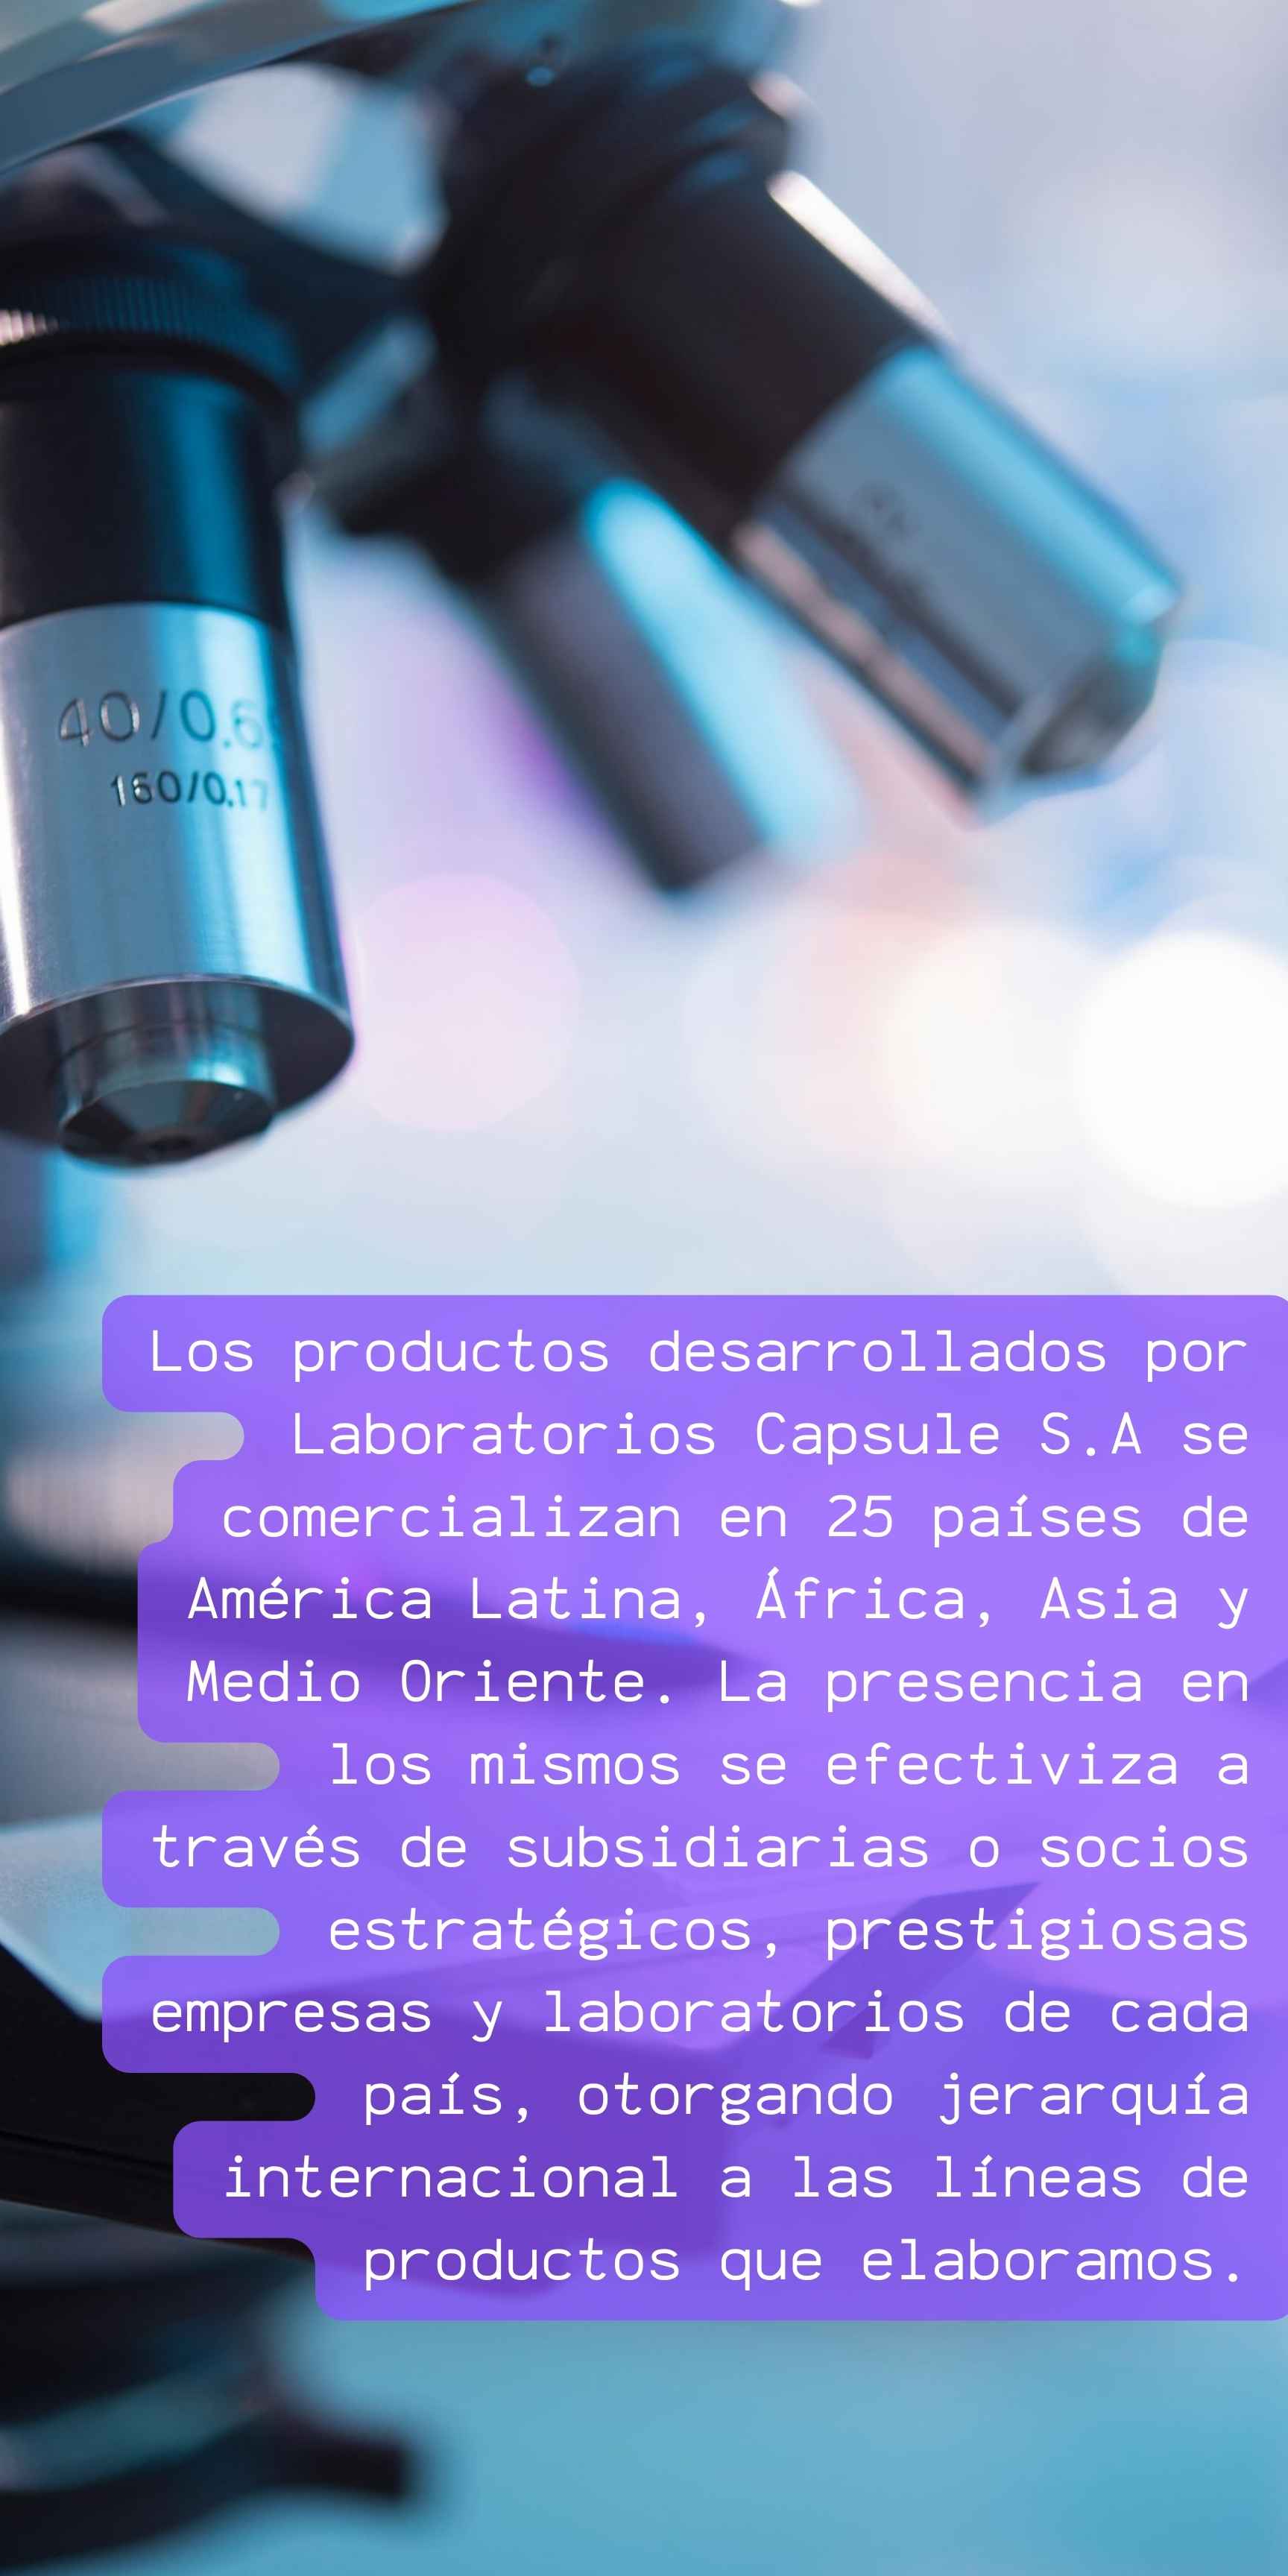 40/0.6
160/0.17
Los productos desarrollados por
Laboratorios Capsule S.A se
comercializan en 25 países de
América Latina, África, Asia y
Medio Oriente. La presencia en
los mismos se efectiviza a
través de subsidiarias o socios
estratégicos, prestigiosas
empresas y laboratorios de cada
país, otorgando jerarquía
internacional a las líneas de
productos que elaboramos.